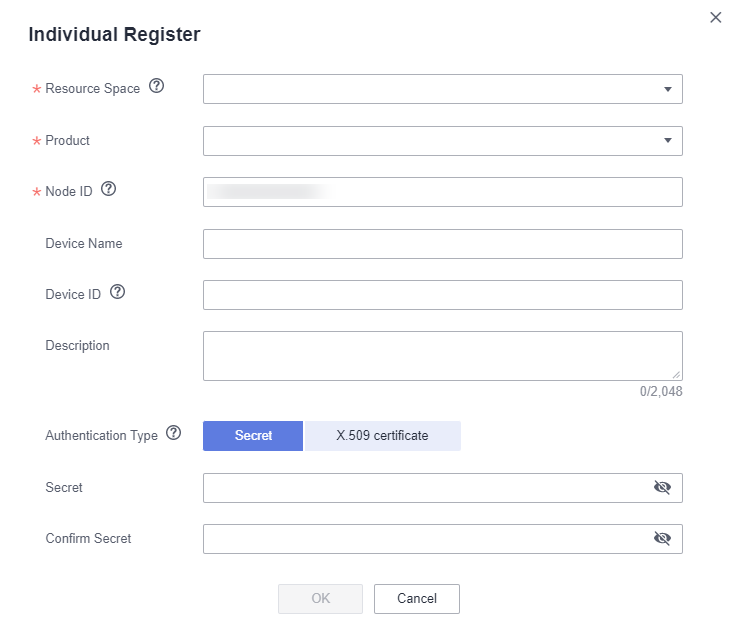 Individual Register
* Resource Space ?
* Product
* Node ID ?
Device Name
Device ID ?
Description
0/2,048
Authentication Type ? Secret X.509 certificate
Secret
Confirm Secret
OK Cancel